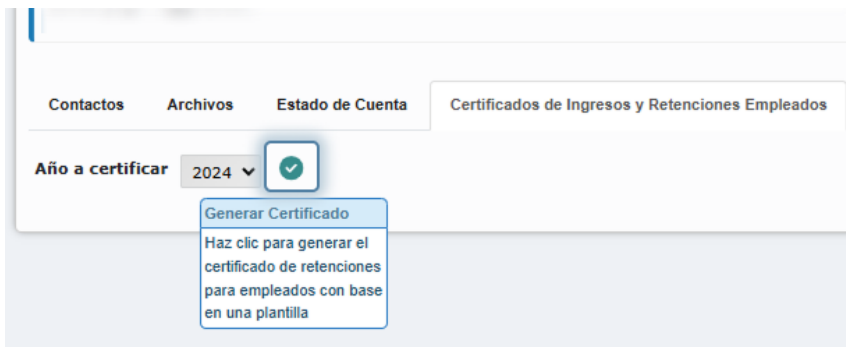 Contactos Archivos Estado de Cuenta Certificados de Ingresos y Retenciones Empleados
Año a certificar 2024
Generar Certificado
Haz clic para generar el
certificado de retenciones
para empleados con base
en una plantilla